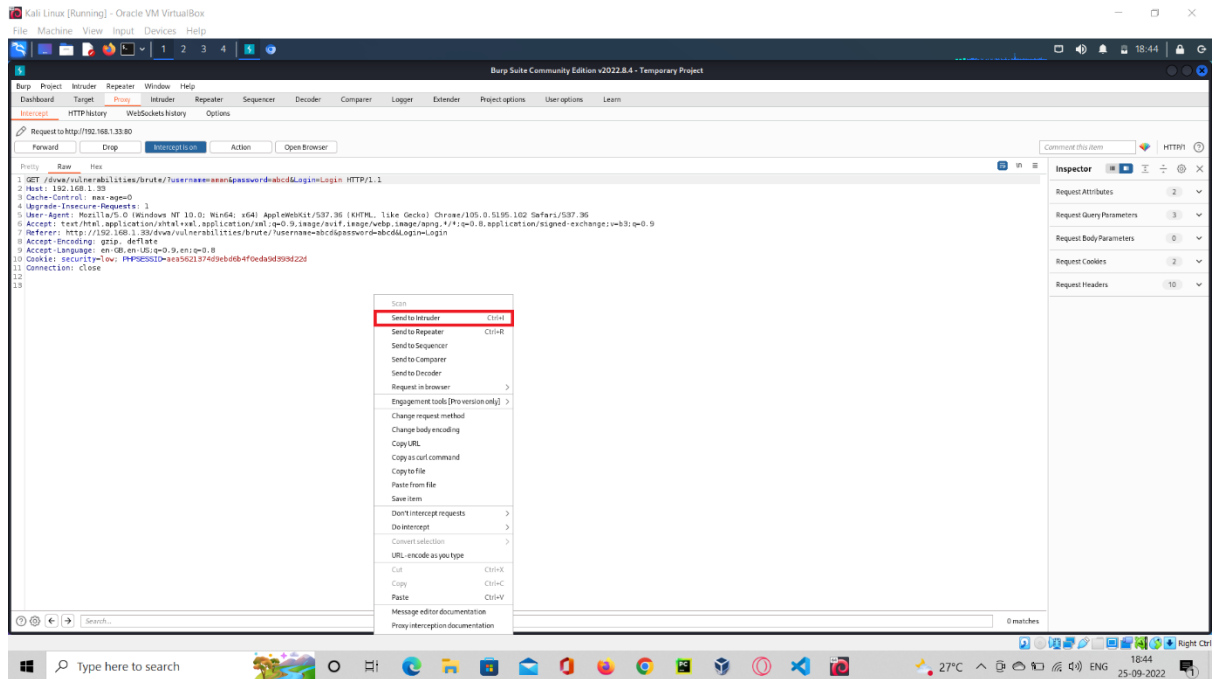 Kali Linux [Running] - Oracle VM VirtualBox
File Machine View Input Devices Help
1 2 3 4
18:44
Burp Suite Community Edition v2022.8.4 - Temporary Project
Burp Project Intruder Repeater Window Help
Dashboard Target Proxy Intruder Repeater Sequencer Decoder Comparer Logger Extender Project options User options Learn
Intercept HTTP history WebSockets history Options
Request to http://192.168.1.33:80
Forward Drop Intercept is on Action Open Browser
Comment this item HTTP/1
Pretty Raw Hex
1 GET /dvwa/vulnerabilities/brute/?username=aman&password=abcd&Login=Login HTTP/1.1
2 Host: 192.168.1.33
3 Cache-Control: max-age=0
4 Upgrade-Insecure-Requests: 1
5 User-Agent: Mozilla/5.0 (Windows NT 10.0; Win64; x64) AppleWebKit/537.36 (KHTML, like Gecko) Chrome/105.0.5195.102 Safari/537.36
6 Accept: text/html,application/xhtml+xml,application/xml;q=0.9,image/avif,image/webp,image/apng,*/*;q=0.8,application/signed-exchange;v=b3;q=0.9
7 Referer: http://192.168.1.33/dvwa/vulnerabilities/brute/?username=abcd&password=abcd&Login=Login
8 Accept-Encoding: gzip, deflate
9 Accept-Language: en-GB,en-US;q=0.9,en;q=0.8
10 Cookie: security=low; PHPSESSID=aea5621374d9ebd6b4f0eda9d393d22d
11 Connection: close
12
13
Inspector
Request Attributes 2
Request Query Parameters 3
Request Body Parameters 0
Request Cookies 2
Request Headers 10
Scan
Send to Intruder Ctrl+I
Send to Repeater Ctrl+R
Send to Sequencer
Send to Comparer
Send to Decoder
Request in browser
Engagement tools [Pro version only]
Change request method
Change body encoding
Copy URL
Copy as curl command
Copy to file
Paste from file
Save item
Don't intercept requests
Do intercept
Convert selection
URL-encode as you type
Cut Ctrl+X
Copy Ctrl+C
Paste Ctrl+V
Message editor documentation
Proxy interception documentation
Search...
0 matches
Right Ctrl
Type here to search
27°C ENG
18:44
25-09-2022